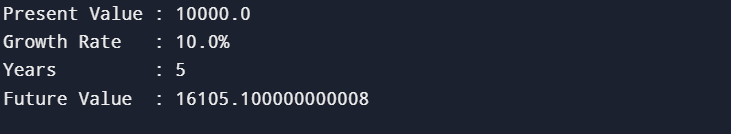 Present Value : 10000.0
Growth Rate   : 10.0%
Years         : 5
Future Value  : 16105.100000000008